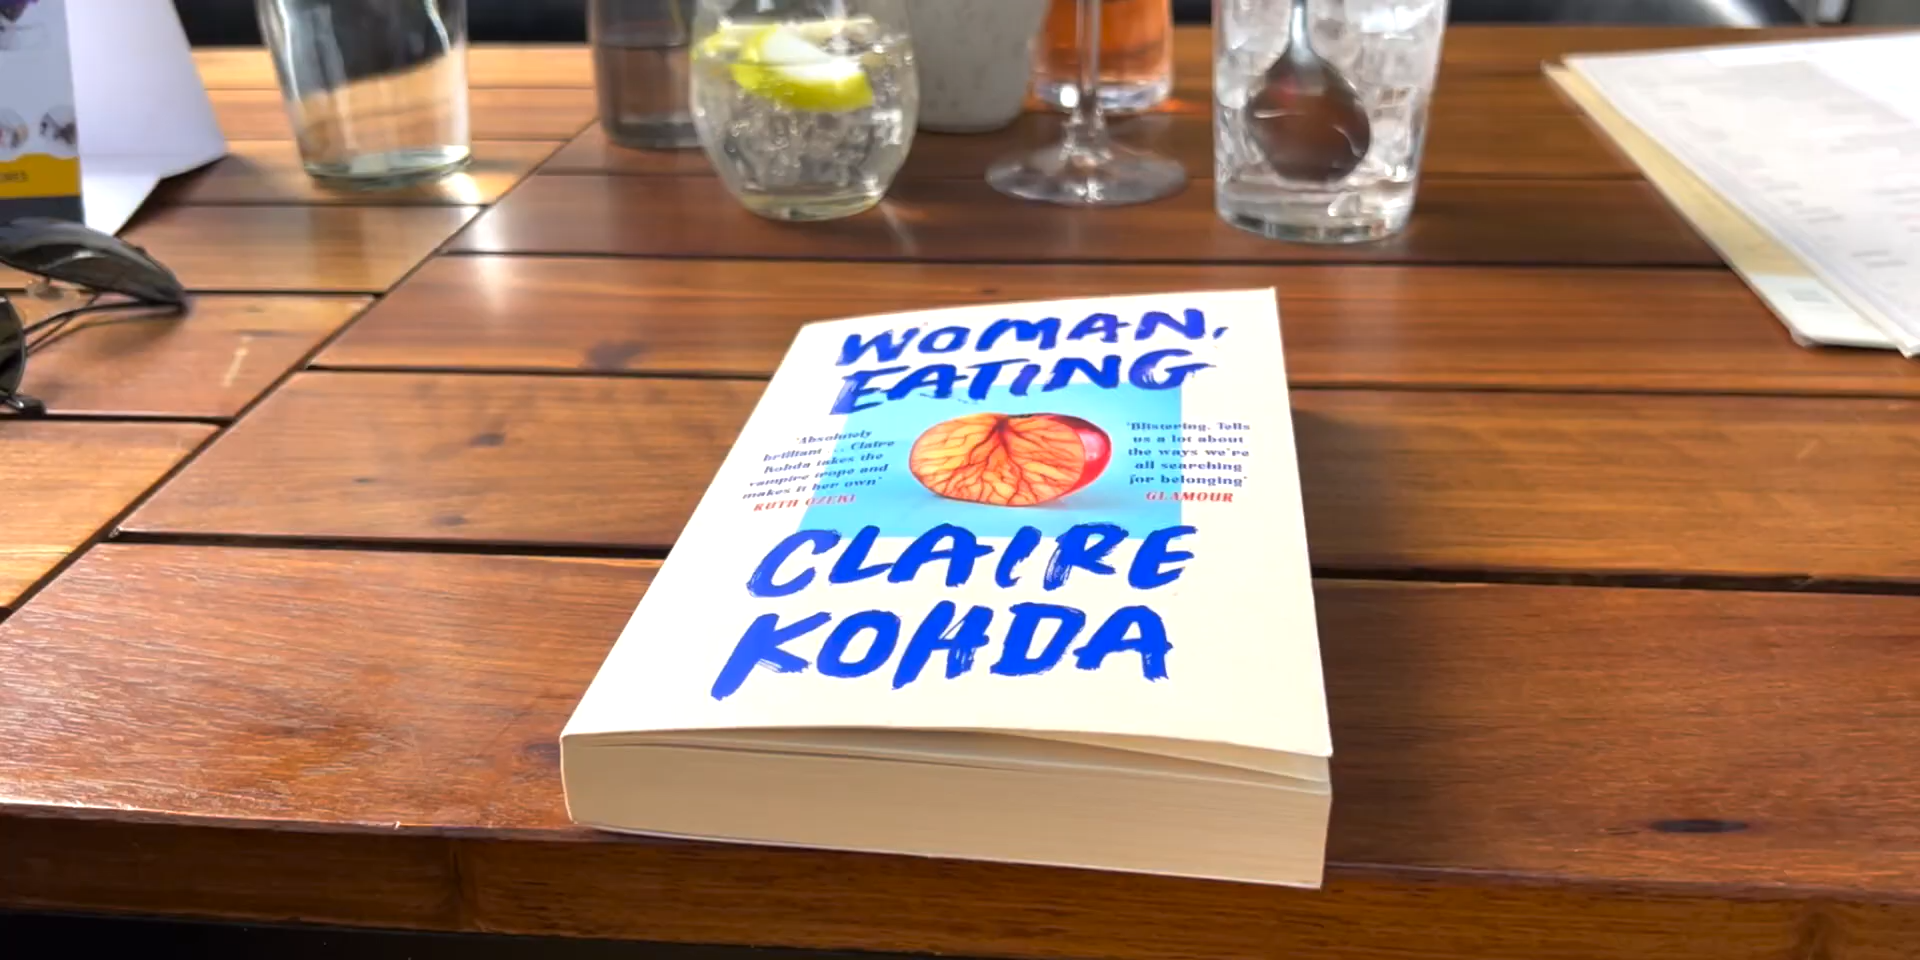 WOMAN,
EATING
'Absolutely
brilliant ... Claire
Kohda takes the
vampire trope and
makes it her own'
RUTH OZEKI
'Blistering. Tells
us a lot about
the ways we're
all searching
for belonging'
GLAMOUR
CLAIRE
KOHDA